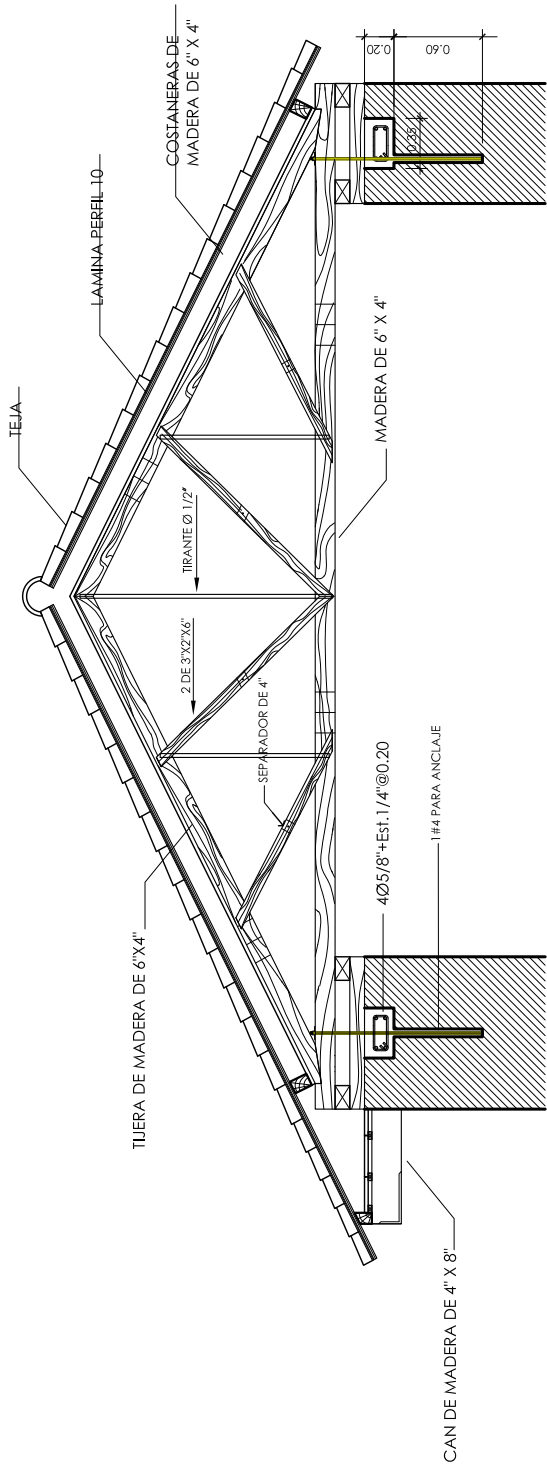 TEJA
LAMINA PERFIL 10
COSTANERAS DE
MADERA DE 6" X 4"
TIJERA DE MADERA DE 6"X4"
TIRANTE Ø 1/2"
2 DE 3"X2"X6"
SEPARADOR DE 4"
MADERA DE 6" X 4"
4Ø5/8"+Est.1/4"@0.20
1#4 PARA ANCLAJE
CAN DE MADERA DE 4" X 8"
0.20
0.60
0.35